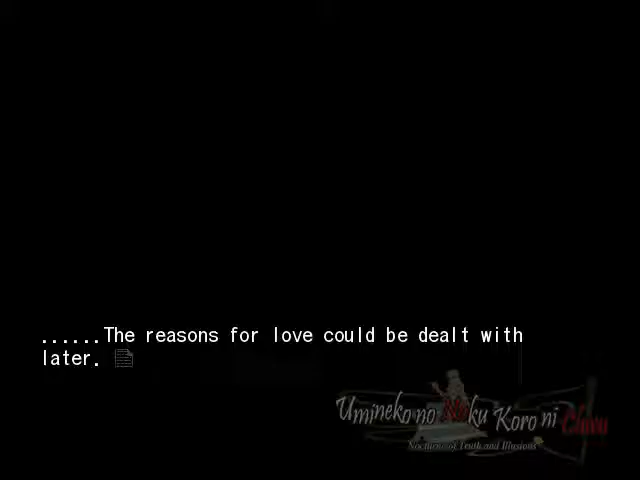 ......The reasons for love could be dealt with
later.
Umineko no Naku Koro ni Chiru
Nocturne of Truth and Illusions